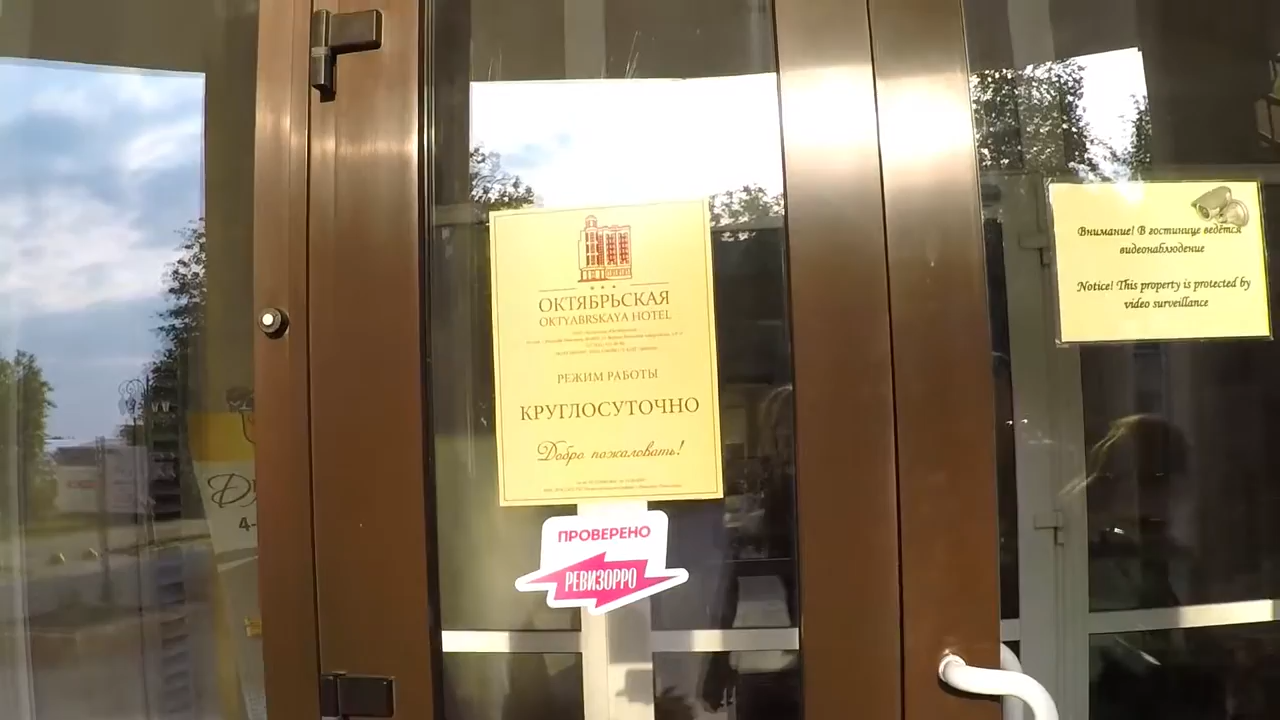 ОКТЯБРЬСКАЯ
OKTYABRSKAYA HOTEL
РЕЖИМ РАБОТЫ
КРУГЛОСУТОЧНО
Добро пожаловать!
ПРОВЕРЕНО
РЕВИЗОРРО
Внимание! В гостинице ведётся
видеонаблюдение
Notice! This property is protected by
video surveillance